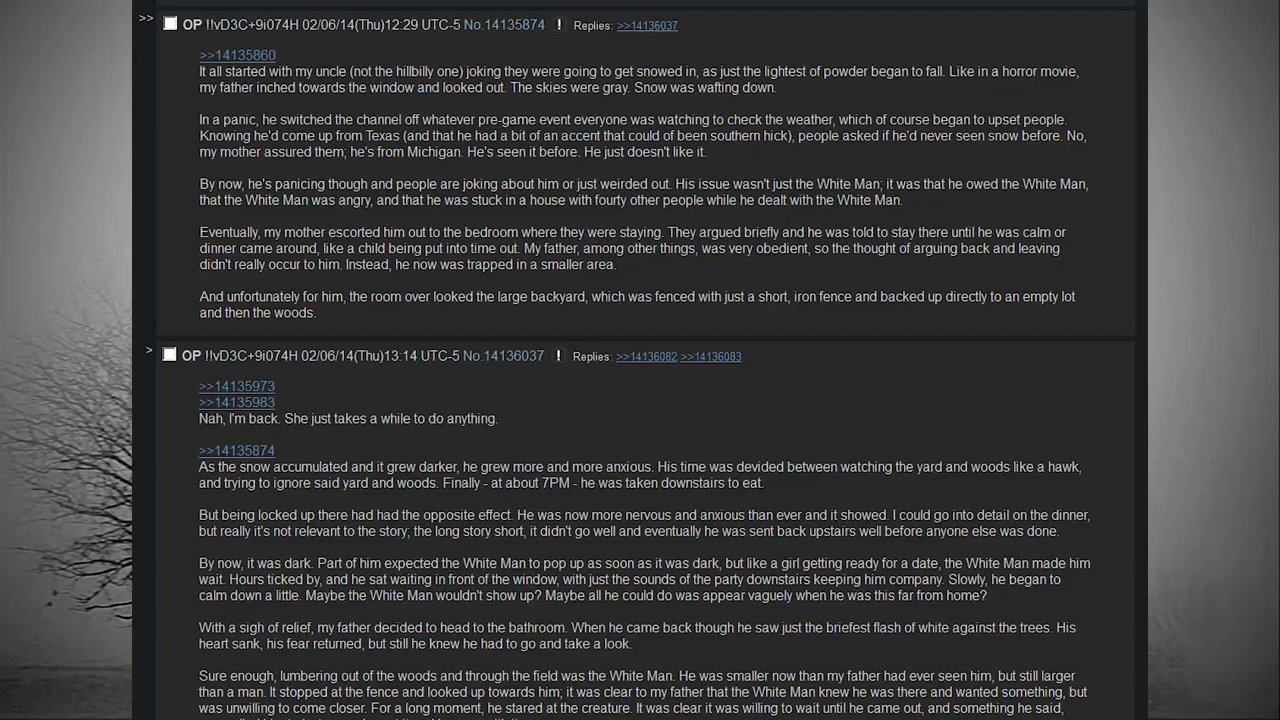 >> OP !!vD3C+9i074H 02/06/14(Thu)12:29 UTC-5 No.14135874 ! Replies: >>14136037
>>14135860
It all started with my uncle (not the hillbilly one) joking they were going to get snowed in, as just the lightest of powder began to fall. Like in a horror movie,
my father inched towards the window and looked out. The skies were gray. Snow was wafting down.
In a panic, he switched the channel off whatever pre-game event everyone was watching to check the weather, which of course began to upset people.
Knowing he'd come up from Texas (and that he had a bit of an accent that could of been southern hick), people asked if he'd never seen snow before. No,
my mother assured them; he's from Michigan. He's seen it before. He just doesn't like it.
By now, he's panicing though and people are joking about him or just weirded out. His issue wasn't just the White Man; it was that he owed the White Man,
that the White Man was angry, and that he was stuck in a house with fourty other people while he dealt with the White Man.
Eventually, my mother escorted him out to the bedroom where they were staying. They argued briefly and he was told to stay there until he was calm or
dinner came around, like a child being put into time out. My father, among other things, was very obedient, so the thought of arguing back and leaving
didn't really occur to him. Instead, he now was trapped in a smaller area.
And unfortunately for him, the room over looked the large backyard, which was fenced with just a short, iron fence and backed up directly to an empty lot
and then the woods.
> OP !!vD3C+9i074H 02/06/14(Thu)13:14 UTC-5 No.14136037 ! Replies: >>14136082 >>14136083
>>14135973
>>14135983
Nah, I'm back. She just takes a while to do anything.
>>14135874
As the snow accumulated and it grew darker, he grew more and more anxious. His time was devided between watching the yard and woods like a hawk,
and trying to ignore said yard and woods. Finally - at about 7PM - he was taken downstairs to eat.
But being locked up there had had the opposite effect. He was now more nervous and anxious than ever and it showed. I could go into detail on the dinner,
but really it's not relevant to the story; the long story short, it didn't go well and eventually he was sent back upstairs well before anyone else was done.
By now, it was dark. Part of him expected the White Man to pop up as soon as it was dark, but like a girl getting ready for a date, the White Man made him
wait. Hours ticked by, and he sat waiting in front of the window, with just the sounds of the party downstairs keeping him company. Slowly, he began to
calm down a little. Maybe the White Man wouldn't show up? Maybe all he could do was appear vaguely when he was this far from home?
With a sigh of relief, my father decided to head to the bathroom. When he came back though he saw just the briefest flash of white against the trees. His
heart sank, his fear returned, but still he knew he had to go and take a look.
Sure enough, lumbering out of the woods and through the field was the White Man. He was smaller now than my father had ever seen him, but still larger
than a man. It stopped at the fence and looked up towards him; it was clear to my father that the White Man knew he was there and wanted something, but
was unwilling to come closer. For a long moment, he stared at the creature. It was clear it was willing to wait until he came out, and something he said,